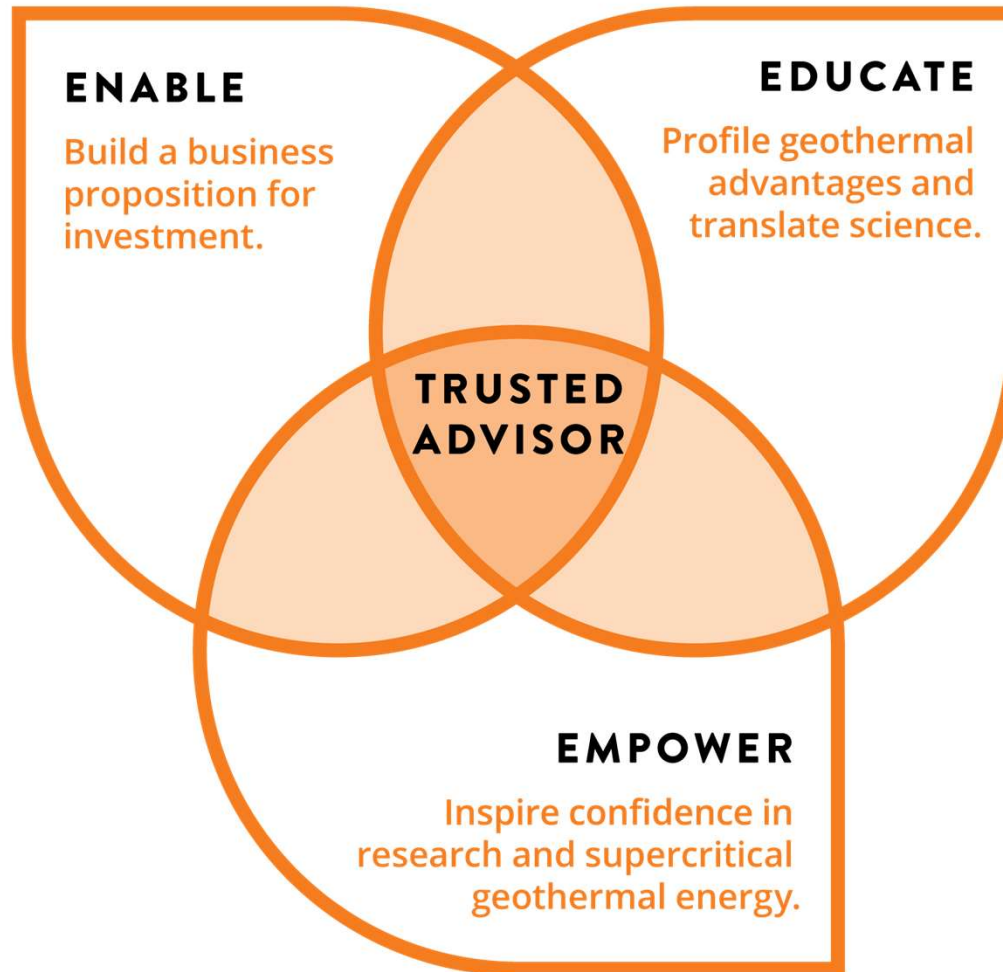 ENABLE
Build a business
proposition for
investment.
EDUCATE
Profile geothermal
advantages and
translate science.
TRUSTED
ADVISOR
EMPOWER
Inspire confidence in
research and supercritical
geothermal energy.